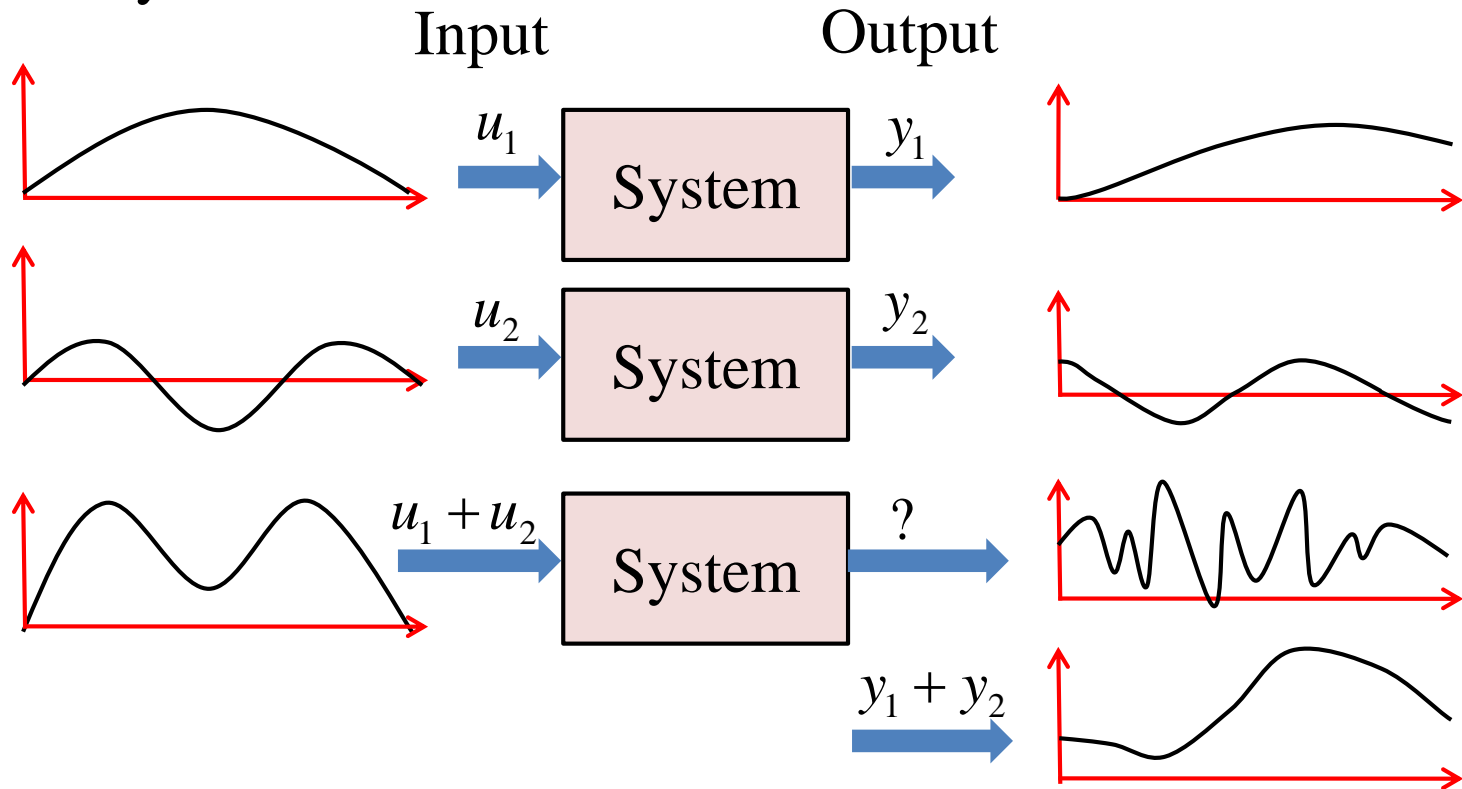 Input Output
u₁ System y₁
u₂ System y₂
u₁ + u₂ System ?
y₁ + y₂